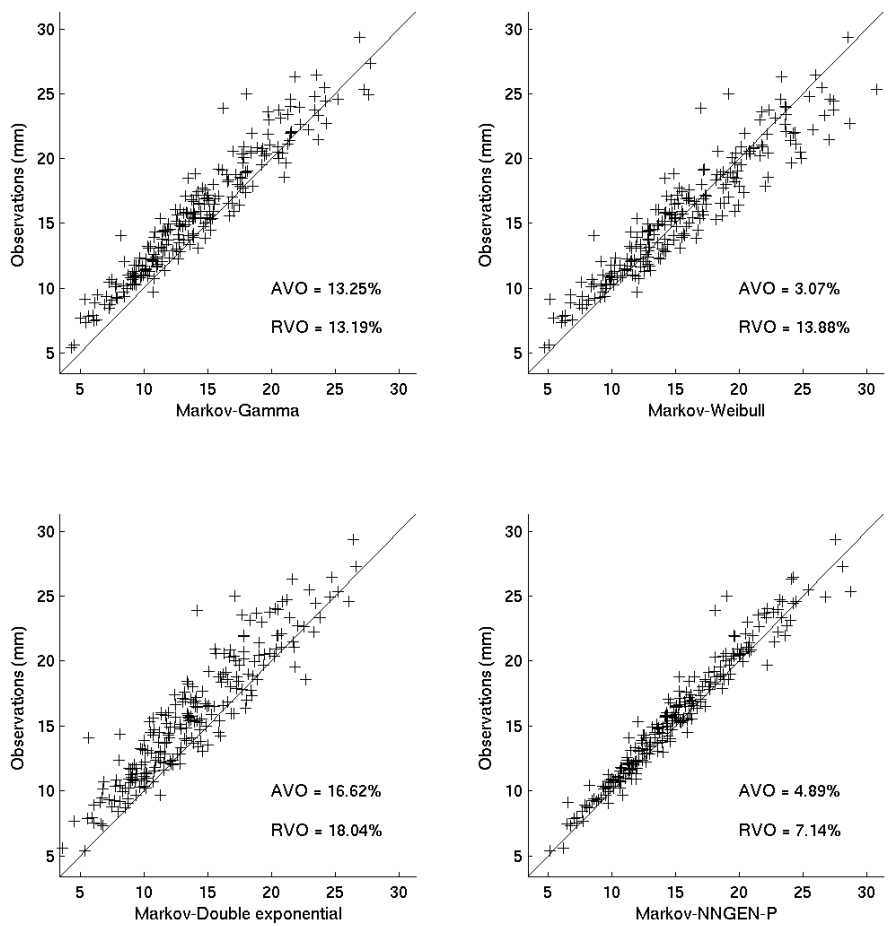 30
25
20
15
10
5
Observations (mm)
AVO = 13.25%
RVO = 13.19%
5 10 15 20 25 30
Markov-Gamma
30
25
20
15
10
5
Observations (mm)
AVO = 3.07%
RVO = 13.88%
5 10 15 20 25 30
Markov-Weibull
30
25
20
15
10
5
Observations (mm)
AVO = 16.62%
RVO = 18.04%
5 10 15 20 25 30
Markov-Double exponential
30
25
20
15
10
5
Observations (mm)
AVO = 4.89%
RVO = 7.14%
5 10 15 20 25 30
Markov-NNGEN-P